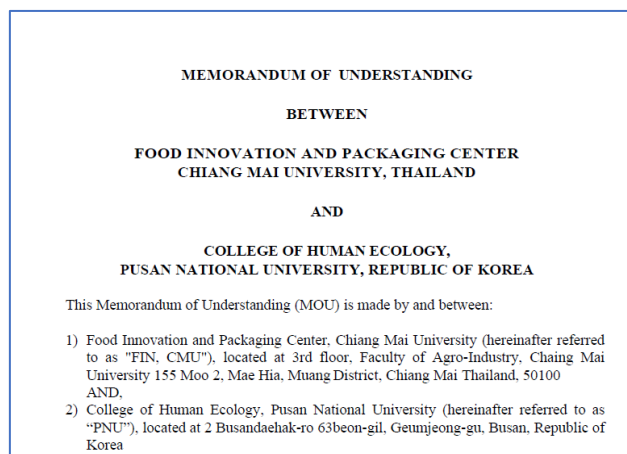 MEMORANDUM OF UNDERSTANDING
BETWEEN
FOOD INNOVATION AND PACKAGING CENTER
CHIANG MAI UNIVERSITY, THAILAND
AND
COLLEGE OF HUMAN ECOLOGY,
PUSAN NATIONAL UNIVERSITY, REPUBLIC OF KOREA
This Memorandum of Understanding (MOU) is made by and between:
1) Food Innovation and Packaging Center, Chiang Mai University (hereinafter referred
to as "FIN, CMU"), located at 3rd floor, Faculty of Agro-Industry, Chaing Mai
University 155 Moo 2, Mae Hia, Muang District, Chiang Mai Thailand, 50100
AND,
2) College of Human Ecology, Pusan National University (hereinafter referred to as
“PNU”), located at 2 Busandaehak-ro 63beon-gil, Geumjeong-gu, Busan, Republic of
Korea